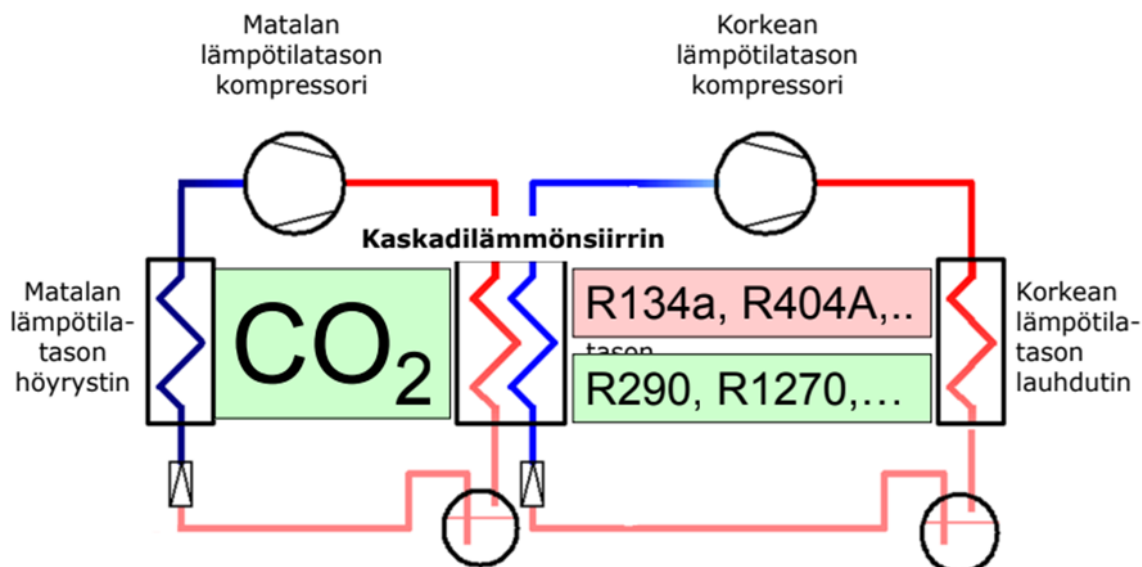 Matalan
lämpötilatason
kompressori
Korkean
lämpötilatason
kompressori
Kaskadilämmönsiirrin
Matalan
lämpötila-
tason
höyrystin
CO2
R134a, R404A,..
tason
R290, R1270,...
Korkean
lämpötila-
tason
lauhdutin